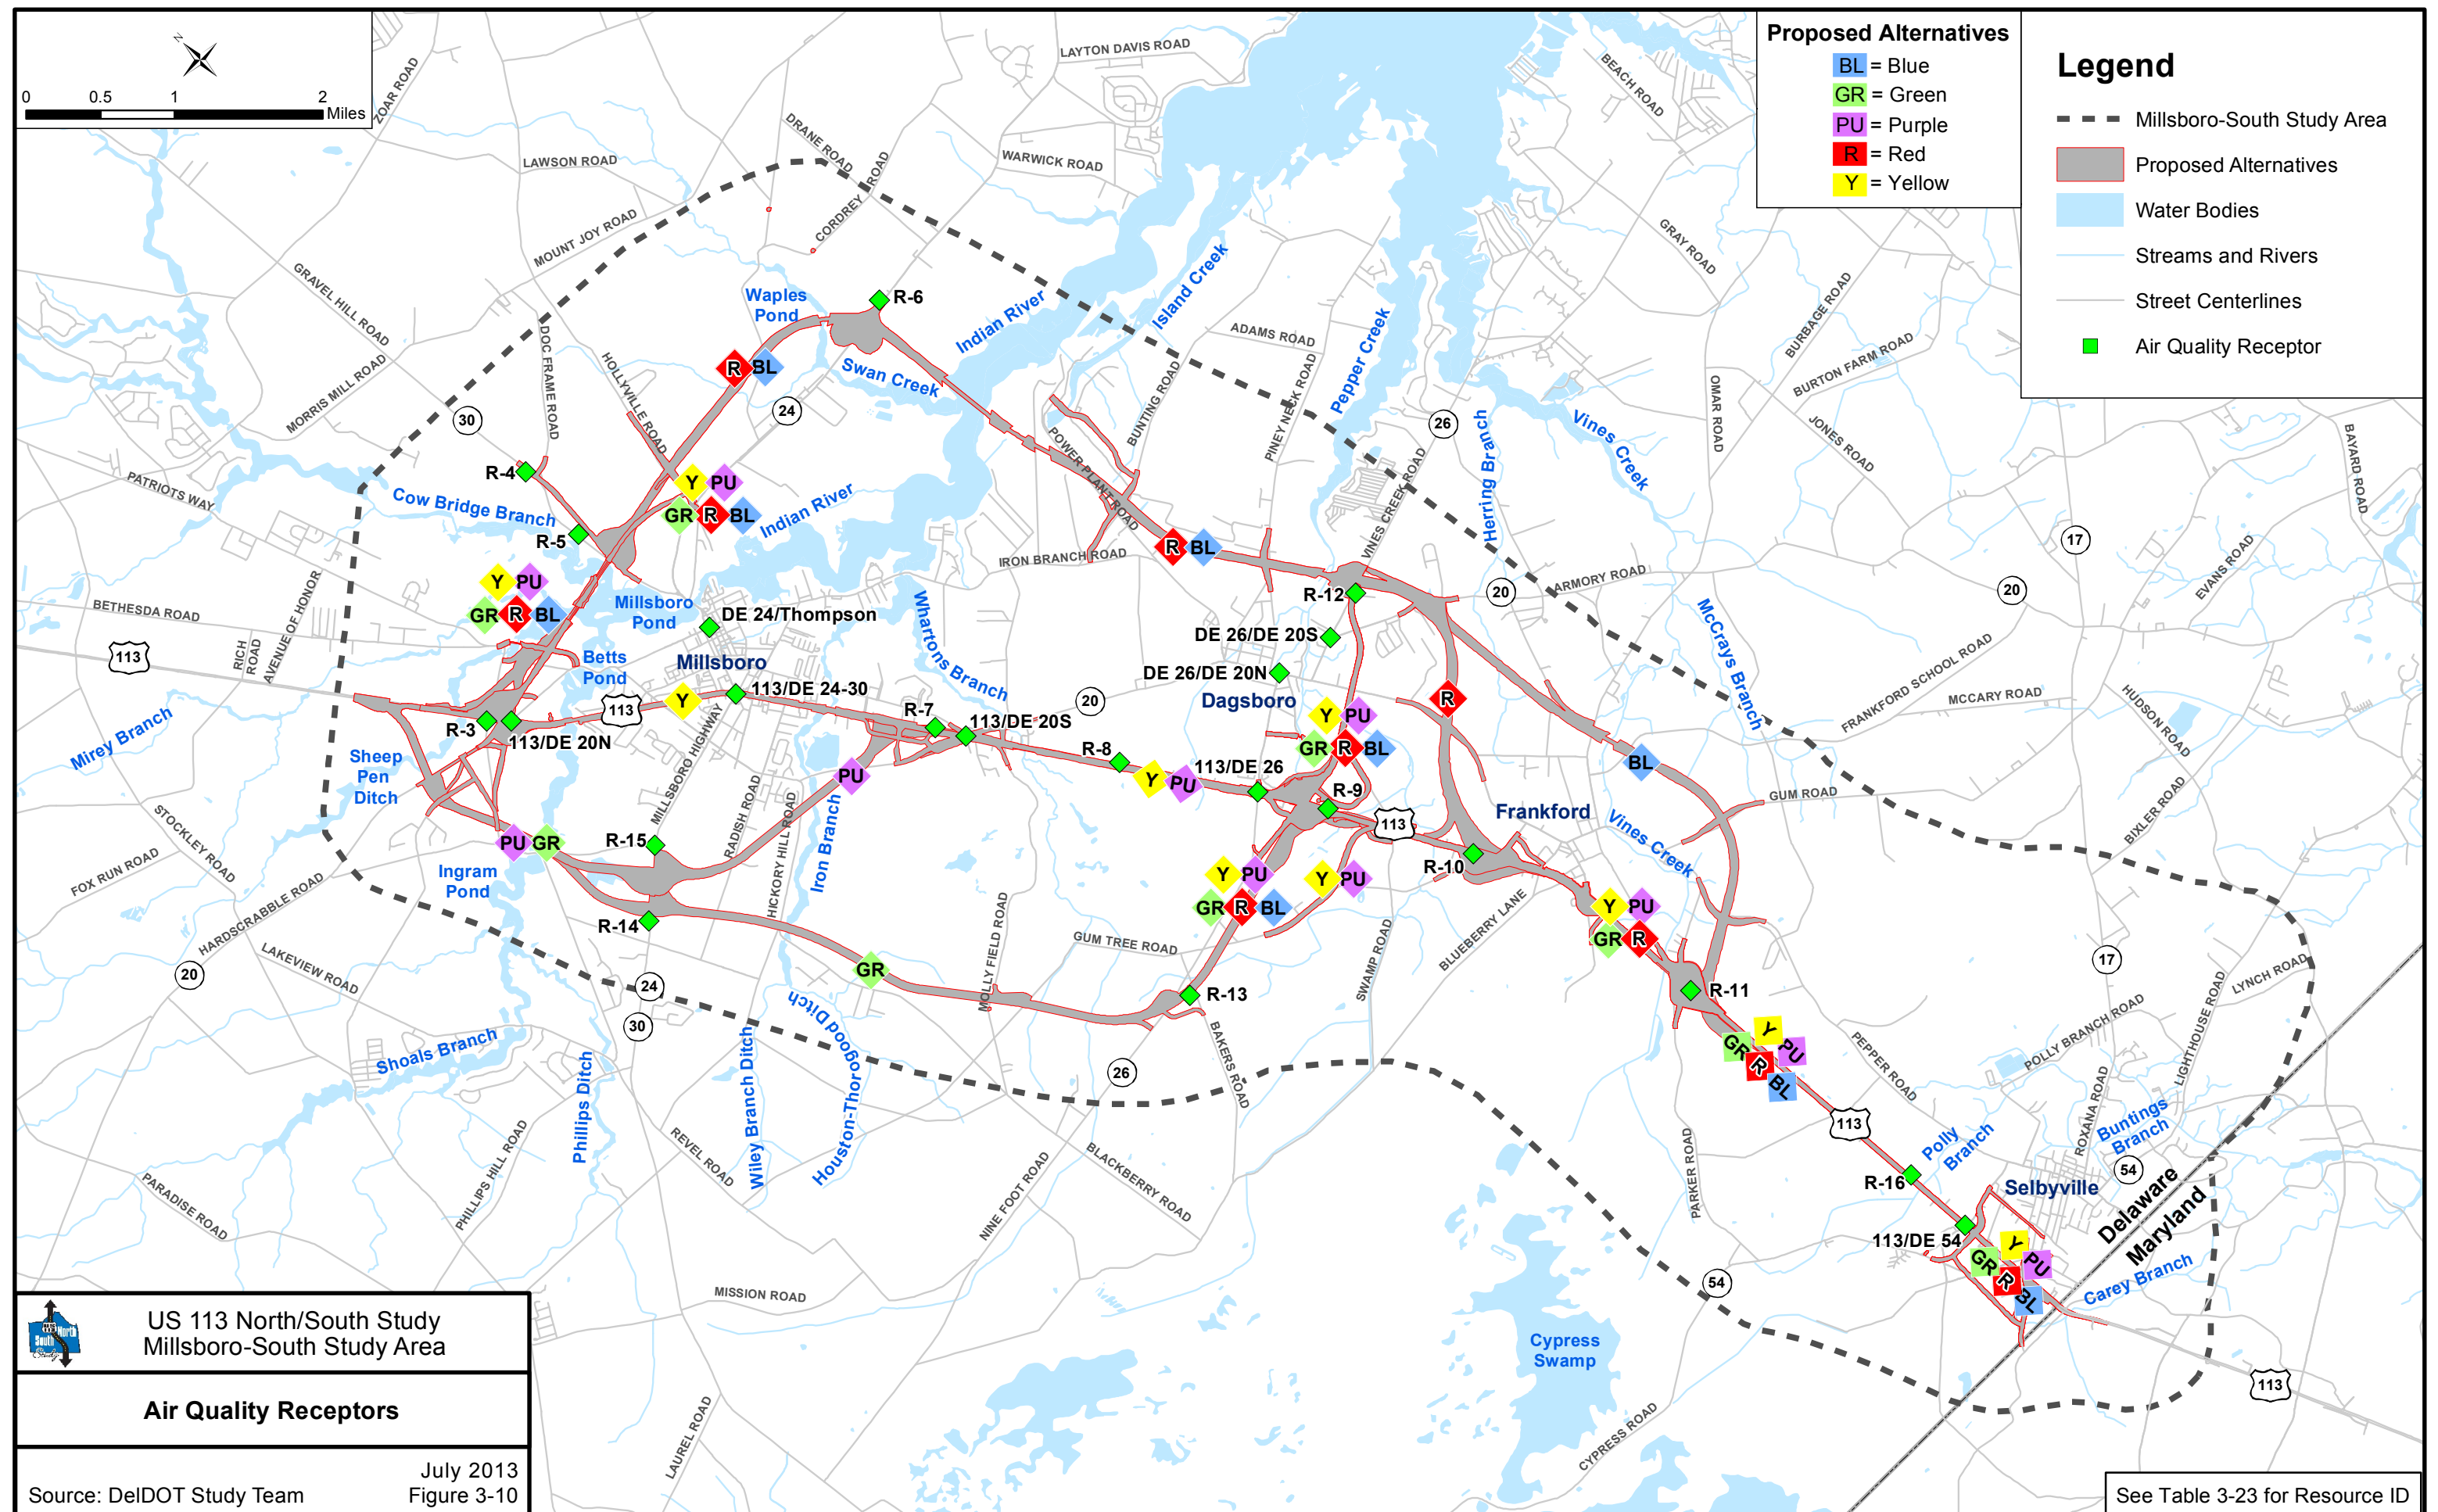 N
0 0.5 1 2
Miles
Proposed Alternatives
BL = Blue
GR = Green
PU = Purple
R = Red
Y = Yellow
Legend
Millsboro-South Study Area
Proposed Alternatives
Water Bodies
Streams and Rivers
Street Centerlines
Air Quality Receptor
ZOAR ROAD
LAWSON ROAD
DRANE ROAD
CORDREY ROAD
LAYTON DAVIS ROAD
WARWICK ROAD
BEACH ROAD
MOUNT JOY ROAD
GRAVEL HILL ROAD
MORRIS MILL ROAD
DOC FRAME ROAD
HOLLYVILLE ROAD
Waples
Pond
R-6
Swan Creek
Indian River
Island Creek
ADAMS ROAD
PINEY NECK ROAD
Pepper Creek
BUNTING ROAD
POWER PLANT ROAD
GRAY ROAD
BURBAGE ROAD
BURTON FARM ROAD
OMAR ROAD
JONES ROAD
BAYARD ROAD
30
24
26
R BL
R-4
PATRIOTS WAY
Cow Bridge Branch
R-5
Y PU
GR R BL
Indian River
VINES CREEK ROAD
Herring Branch
Vines Creek
17
EVANS ROAD
IRON BRANCH ROAD
R BL
ARMORY ROAD
20
20
Y PU
GR R BL
BETHESDA ROAD
RICH
ROAD
AVENUE OF HONOR
113
Millsboro
Pond
DE 24/Thompson
Betts
Pond
Millsboro
Whartons Branch
R-12
DE 26/DE 20S
DE 26/DE 20N
Dagsboro
McCrays Branch
FRANKFORD SCHOOL ROAD
MCCARY ROAD
HUDSON ROAD
Mirey Branch
R-3
113/DE 20N
113
Y
113/DE 24-30
R-7
113/DE 20S
20
R-8
Y PU
113/DE 26
Y PU
GR R BL
R
R-9
113
Frankford
BL
GUM ROAD
BIXLER ROAD
Sheep
Pen
Ditch
MILLSBORO HIGHWAY
RADISH ROAD
HICKORY HILL ROAD
PU
Iron Branch
STOCKLEY ROAD
FOX RUN ROAD
HARDSCRABBLE ROAD
PU GR
Ingram
Pond
R-15
R-14
LAKEVIEW ROAD
20
24
30
GR
MOLLY FIELD ROAD
GUM TREE ROAD
Y PU
GR R BL
Y PU
R-10
SWAMP ROAD
BLUEBERRY LANE
Vines Creek
Y PU
GR R
R-11
R-13
BAKERS ROAD
26
17
LYNCH ROAD
LIGHTHOUSE ROAD
POLLY BRANCH ROAD
PEPPER ROAD
ROXANA ROAD
Shoals Branch
Phillips Ditch
Wiley Branch Ditch
Houston-Thorogood Ditch
PHILLIPS HILL ROAD
PARADISE ROAD
REVEL ROAD
NINE FOOT ROAD
BLACKBERRY ROAD
MISSION ROAD
LAUREL ROAD
Y PU
GR R BL
113
Polly
Branch
R-16
Buntings
Branch
54
Selbyville
Delaware
Maryland
PARKER ROAD
113/DE 54
Y PU
GR R BL
Carey Branch
54
Cypress
Swamp
CYPRESS ROAD
113
US 113 North/South Study
Millsboro-South Study Area
Air Quality Receptors
July 2013
Source: DelDOT Study Team Figure 3-10
See Table 3-23 for Resource ID